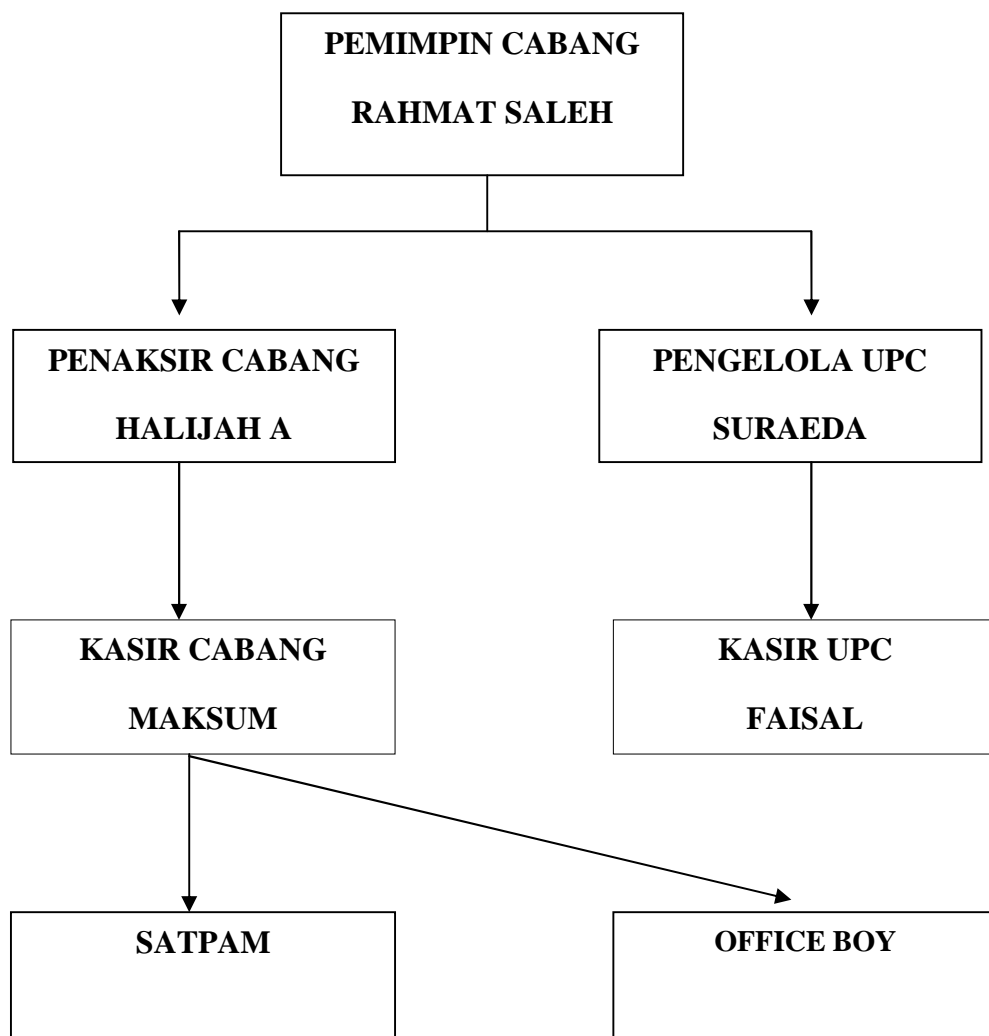 PEMIMPIN CABANG
RAHMAT SALEH
PENAKSIR CABANG
HALIJAH A
PENGELOLA UPC
SURAEDA
KASIR CABANG
MAKSUM
KASIR UPC
FAISAL
SATPAM
OFFICE BOY